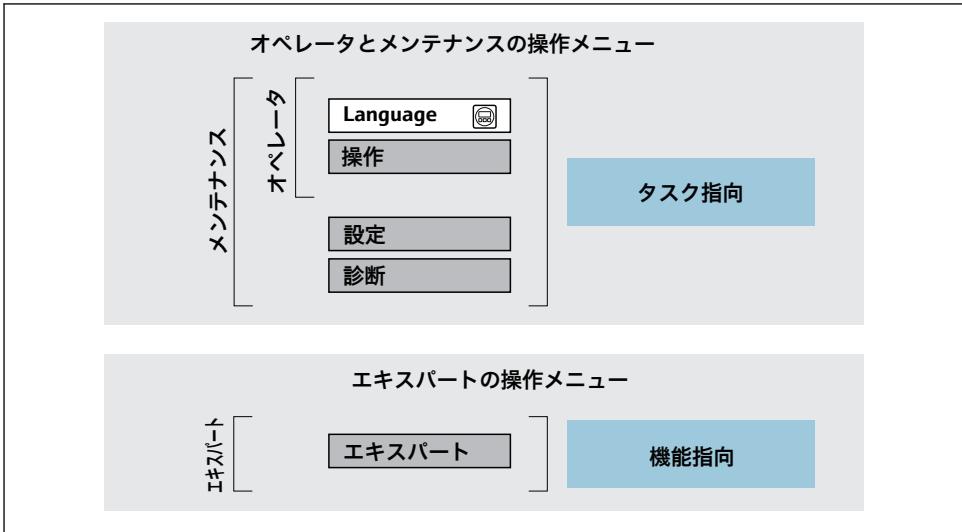 オペレータとメンテナンスの操作メニュー
メンテナンス
オペレータ
Language
操作
設定
診断
タスク指向
エキスパートの操作メニュー
エキスパート
エキスパート
機能指向